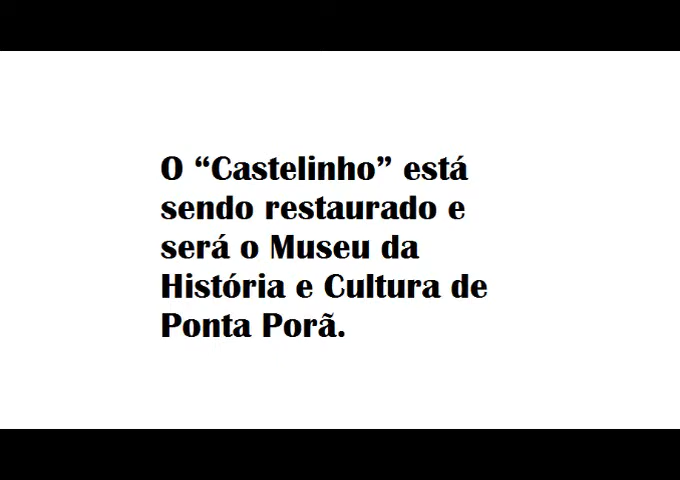 O “Castelinho” está
sendo restaurado e
será o Museu da
História e Cultura de
Ponta Porã.